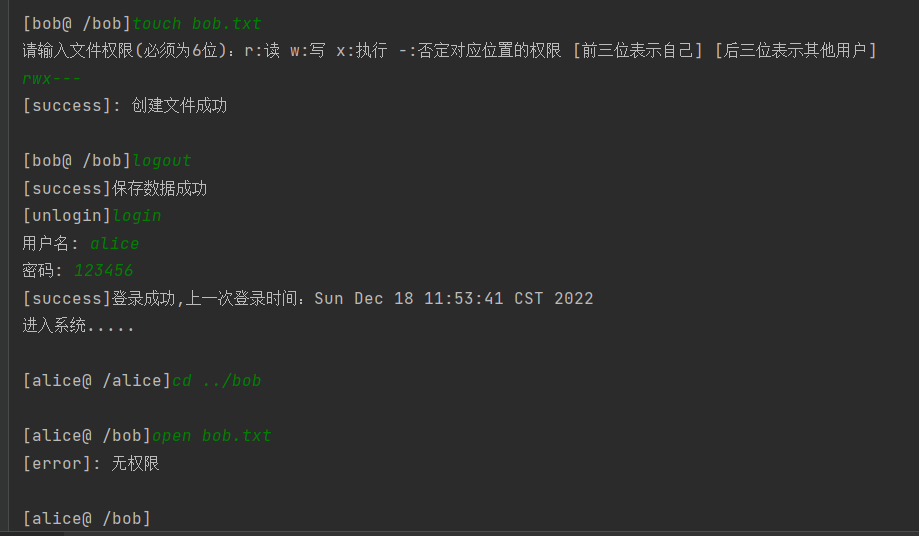 [bob@ /bob]touch bob.txt
请输入文件权限(必须为6位)：r:读 w:写 x:执行 -:否定对应位置的权限 [前三位表示自己] [后三位表示其他用户]
rwx---
[success]: 创建文件成功
[bob@ /bob]logout
[success]保存数据成功
[unlogin]login
用户名: alice
密码: 123456
[success]登录成功,上一次登录时间：Sun Dec 18 11:53:41 CST 2022
进入系统.....
[alice@ /alice]cd ../bob
[alice@ /bob]open bob.txt
[error]: 无权限
[alice@ /bob]